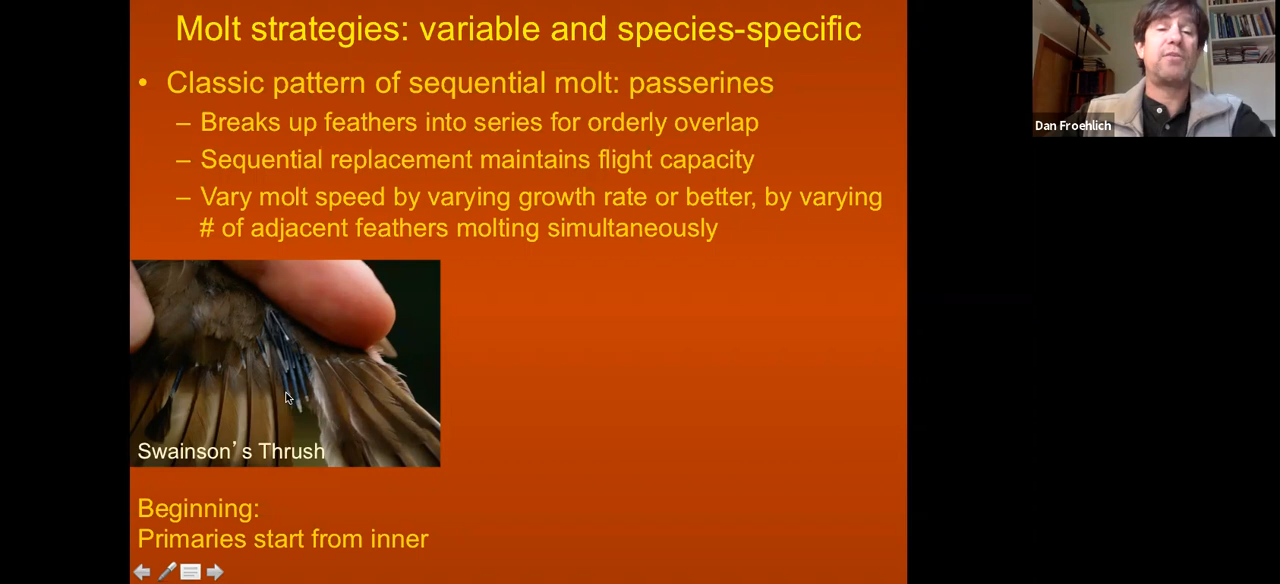 Molt strategies: variable and species-specific
• Classic pattern of sequential molt: passerines
– Breaks up feathers into series for orderly overlap
– Sequential replacement maintains flight capacity
– Vary molt speed by varying growth rate or better, by varying
# of adjacent feathers molting simultaneously
Swainson’s Thrush
Beginning:
Primaries start from inner
Dan Froehlich